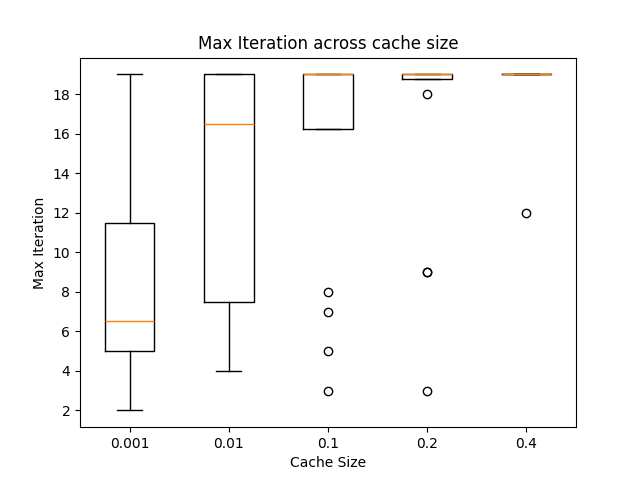 Max Iteration across cache size
Max Iteration
18
16
14
12
10
8
6
4
2
0.001 0.01 0.1 0.2 0.4
Cache Size